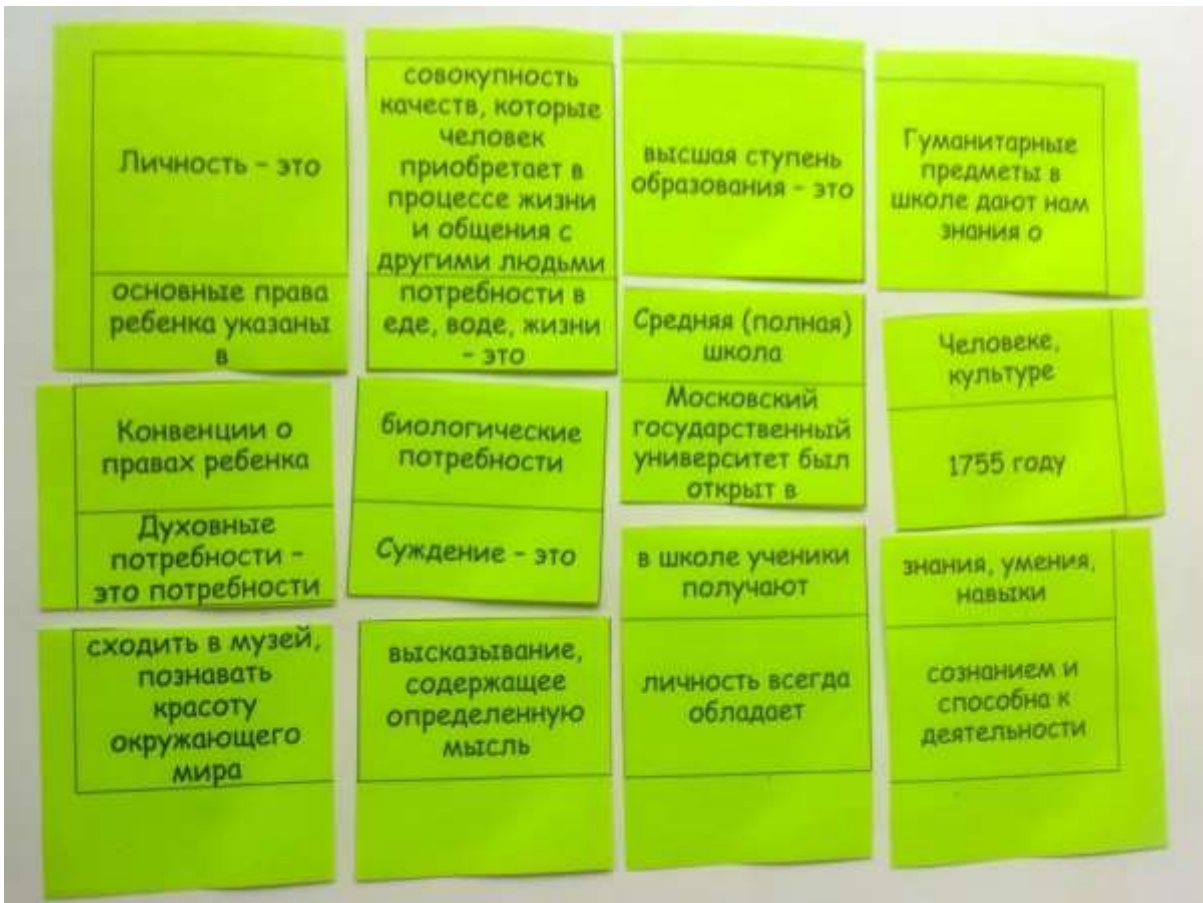 Личность – это
основные права
ребенка указаны
в
совокупность
качеств, которые
человек
приобретает в
процессе жизни
и общения с
другими людьми
потребности в
еде, воде, жизни
– это
высшая ступень
образования – это
Гуманитарные
предметы в
школе дают нам
знания о
Средняя (полная)
школа
Московский
государственный
университет был
открыт в
Человеке,
культуре
1755 году
Конвенции о
правах ребенка
Духовные
потребности –
это потребности
биологические
потребности
Суждение – это
в школе ученики
получают
личность всегда
обладает
знания, умения,
навыки
сознанием и
способна к
деятельности
сходить в музей,
познавать
красоту
окружающего
мира
высказывание,
содержащее
определенную
мысль